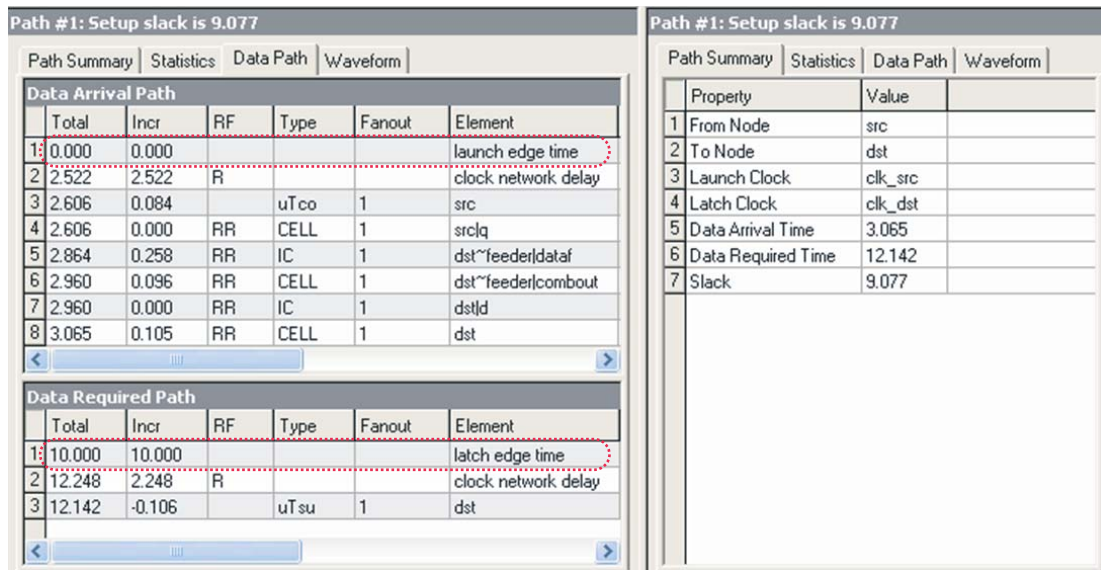 Path #1: Setup slack is 9.077
Path Summary Statistics Data Path Waveform
Data Arrival Path
Total Incr RF Type Fanout Element
1 0.000 0.000 launch edge time
2 2.522 2.522 R clock network delay
3 2.606 0.084 uTco 1 src
4 2.606 0.000 RR CELL 1 src|q
5 2.864 0.258 RR IC 1 dst~feeder|dataf
6 2.960 0.096 RR CELL 1 dst~feeder|combout
7 2.960 0.000 RR IC 1 dst|d
8 3.065 0.105 RR CELL 1 dst
Data Required Path
Total Incr RF Type Fanout Element
1 10.000 10.000 latch edge time
2 12.248 2.248 R clock network delay
3 12.142 -0.106 uTsu 1 dst
Path #1: Setup slack is 9.077
Path Summary Statistics Data Path Waveform
Property Value
1 From Node src
2 To Node dst
3 Launch Clock clk_src
4 Latch Clock clk_dst
5 Data Arrival Time 3.065
6 Data Required Time 12.142
7 Slack 9.077